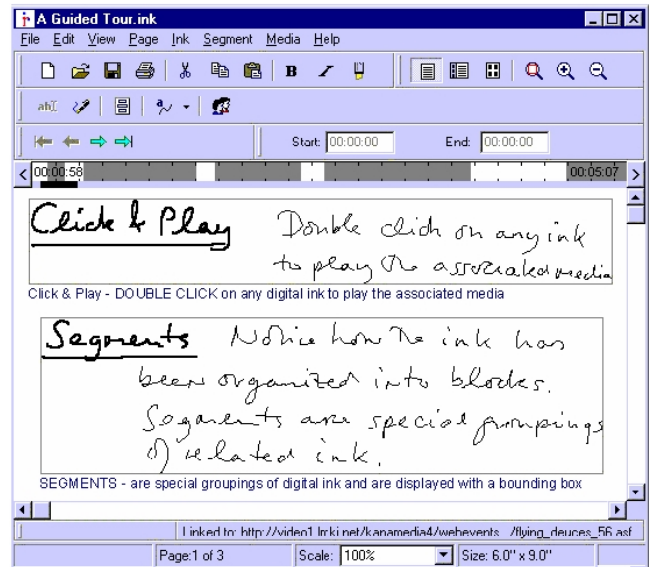 A Guided Tour.ink
File Edit View Page Ink Segment Media Help
B I
abI
Start: 00:00:00 End: 00:00:00
00:00:58 00:05:07
Click & Play Double click on any ink
to play the associated media
Click & Play - DOUBLE CLICK on any digital ink to play the associated media
Segments Notice how the ink has
been organized into blocks.
Segments are special groupings
of related ink.
SEGMENTS - are special groupings of digital ink and are displayed with a bounding box
Linked to: http://video1.lrrki.net/kanamedia4/webevents_/flying_deuces_56.asf
Page:1 of 3 Scale: 100% Size: 6.0" x 9.0"